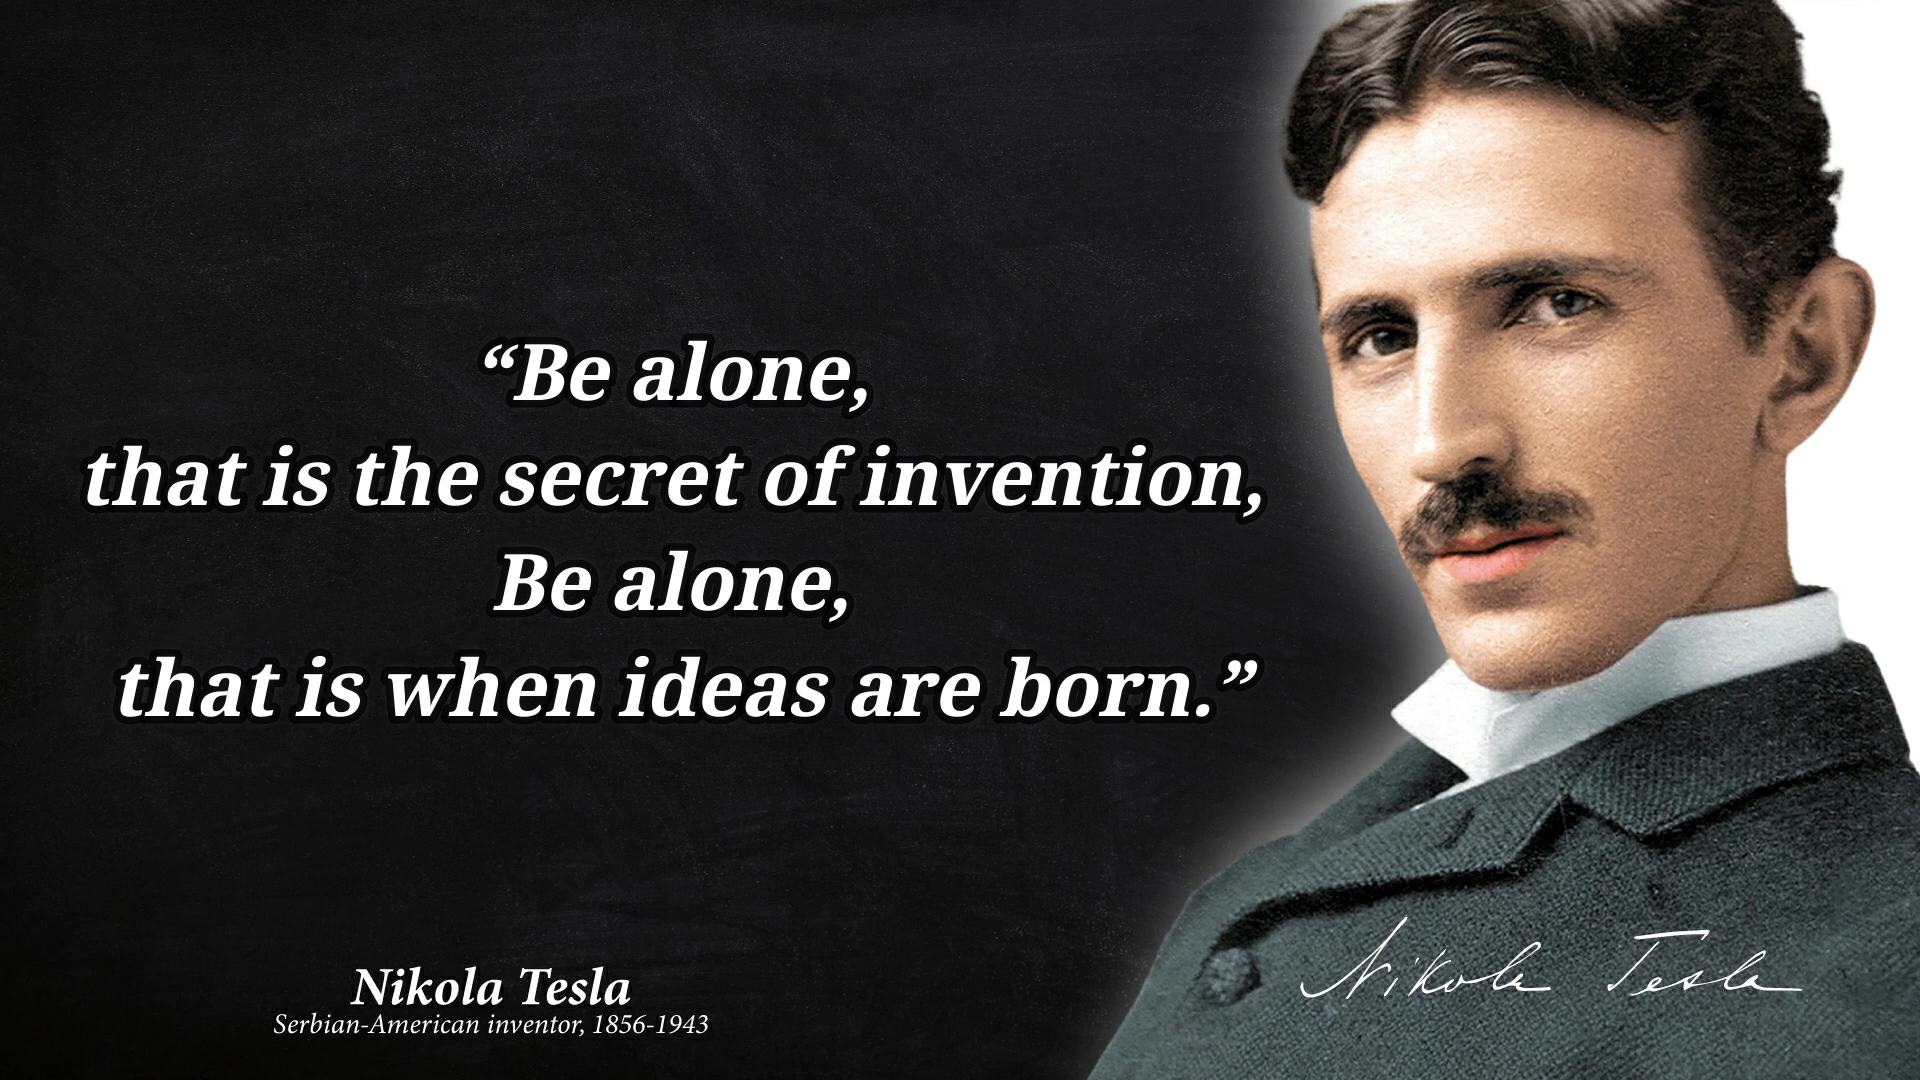 “Be alone,
that is the secret of invention,
Be alone,
that is when ideas are born.”
Nikola Tesla
Serbian-American inventor, 1856-1943
Nikola Tesla